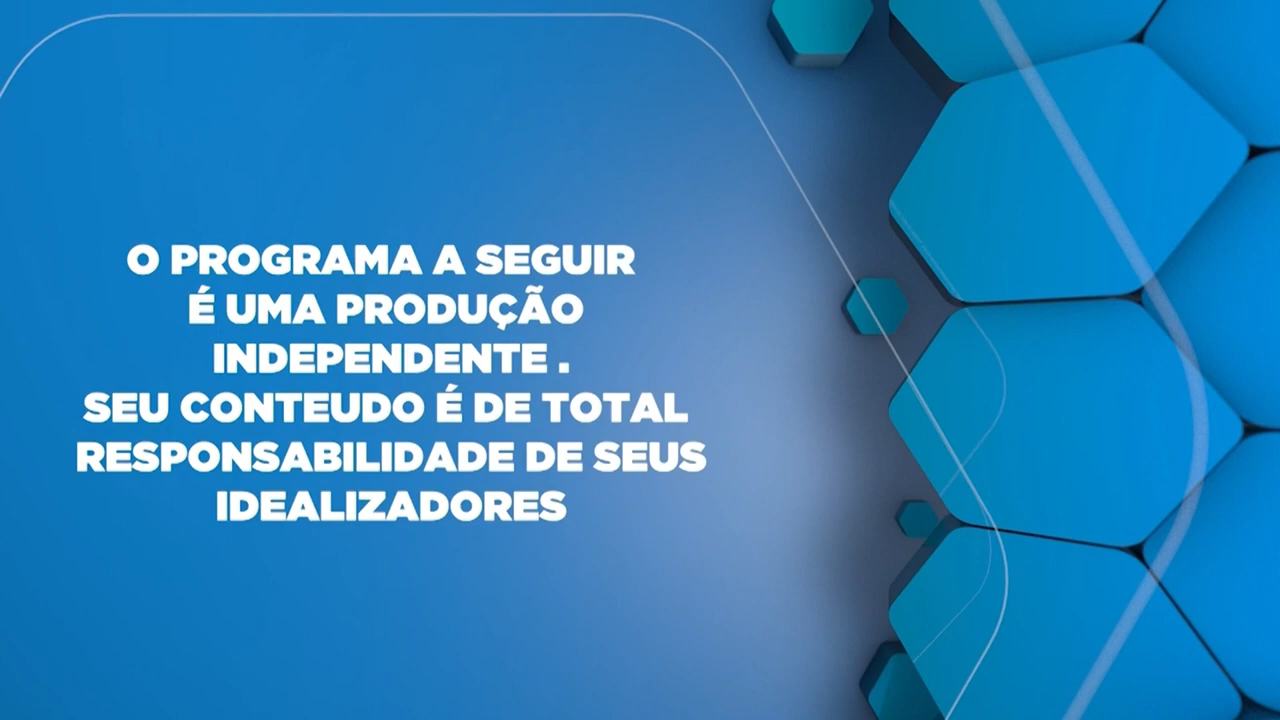 O PROGRAMA A SEGUIR
É UMA PRODUÇÃO
INDEPENDENTE .
SEU CONTEUDO É DE TOTAL
RESPONSABILIDADE DE SEUS
IDEALIZADORES